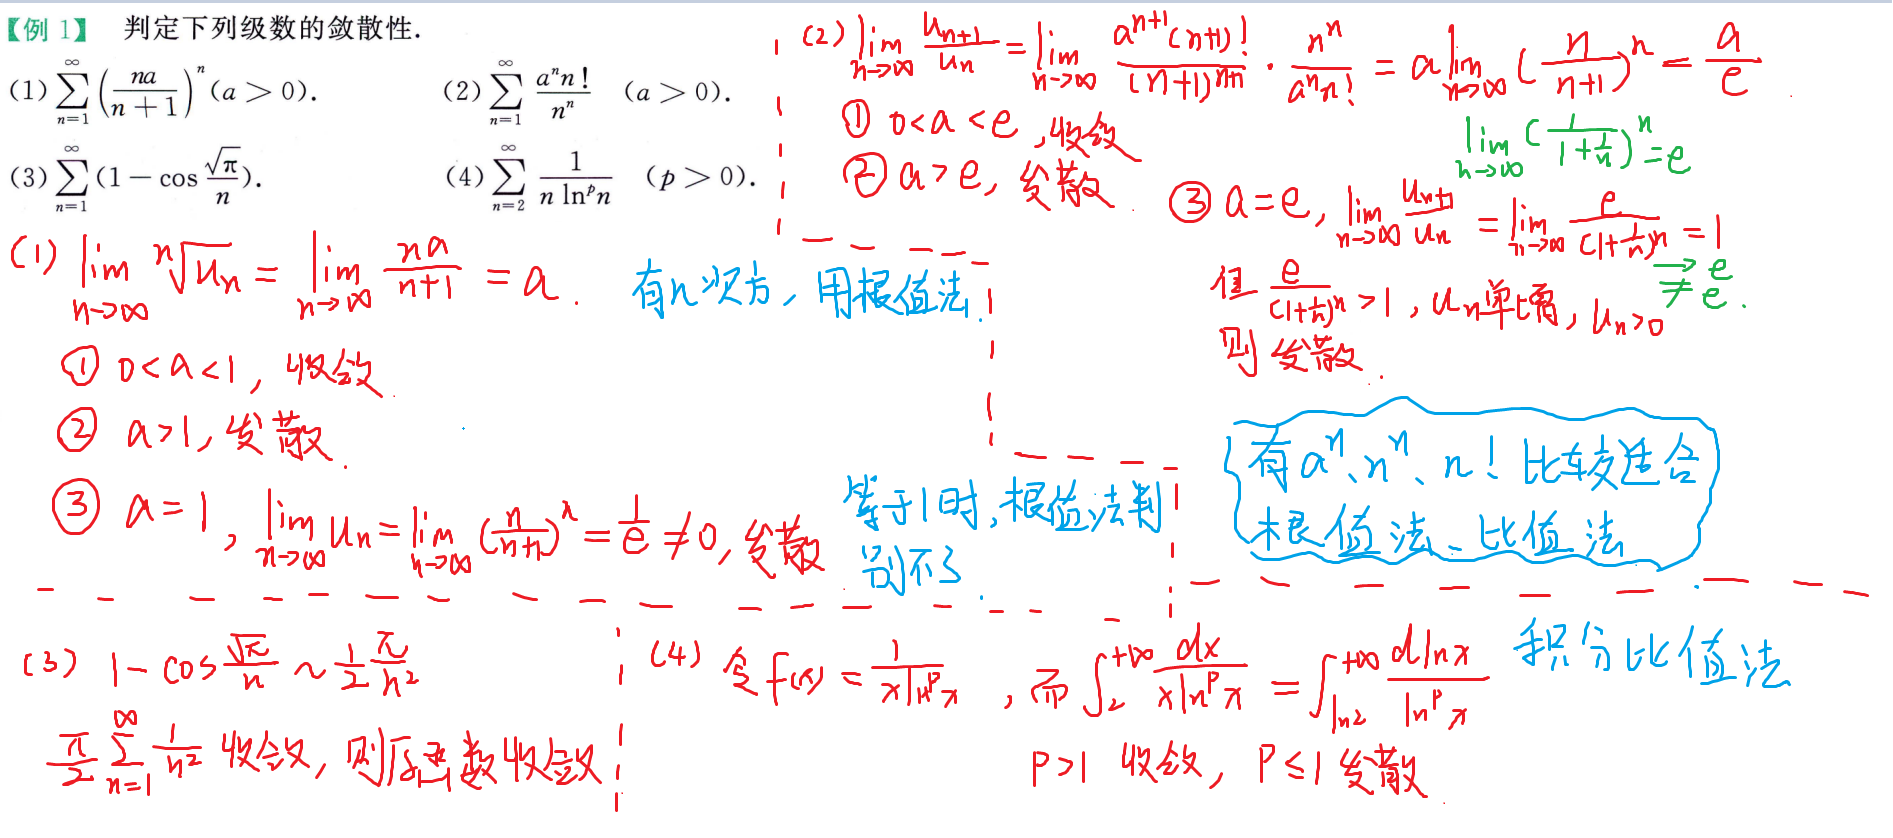 【例 1】 判定下列级数的敛散性.
(1) $\sum_{n=1}^{\infty}\left(\frac{na}{n+1}\right)^n (a>0)$.
(2) $\sum_{n=1}^{\infty}\frac{a^n n!}{n^n}$ $(a>0)$.
(3) $\sum_{n=1}^{\infty}(1-\cos\frac{\sqrt{\pi}}{n})$.
(4) $\sum_{n=2}^{\infty}\frac{1}{n\ln^p n}$ $(p>0)$.
(1) $\lim_{n\to\infty}\sqrt[n]{u_n}=\lim_{n\to\infty}\frac{na}{n+1}=a$.
有n次方，用根值法.
① 0<a<1, 收敛.
② a>1, 发散.
③ a=1, $\lim_{n\to\infty}u_n=\lim_{n\to\infty}(\frac{n}{n+1})^n=\frac{1}{e}\neq 0$, 发散
等于1时, 根值法判
别不了.
(2) $\lim_{n\to\infty}\frac{u_{n+1}}{u_n}=\lim_{n\to\infty}\frac{a^{n+1}(n+1)!}{(n+1)^{n+1}}\cdot\frac{n^n}{a^n n!}=a\lim_{n\to\infty}(\frac{n}{n+1})^n=\frac{a}{e}$
$\lim_{n\to\infty}(\frac{1}{1+\frac{1}{n}})^n=e$
① 0<a<e, 收敛
② a>e, 发散.
③ a=e, $\lim_{n\to\infty}\frac{u_{n+1}}{u_n}=\lim_{n\to\infty}\frac{e}{(1+\frac{1}{n})^n}=1$
→e
≠e.
但 $\frac{e}{(1+\frac{1}{n})^n}>1$, $u_n$单增, $u_n>0$
则 发散.
有$a^n$、$n^n$、n! 比较适合
根值法、比值法
(3) $1-\cos\frac{\sqrt{\pi}}{n}\sim\frac{1}{2}\frac{\pi}{n^2}$
$\frac{\pi}{2}\sum_{n=1}^{\infty}\frac{1}{n^2}$ 收敛, 则原级数收敛
(4) 令$f(x)=\frac{1}{x\ln^p x}$, 而$\int_2^{+\infty}\frac{dx}{x\ln^p x}=\int_{\ln 2}^{+\infty}\frac{d\ln x}{\ln^p x}$
积分比值法
P>1 收敛, P≤1 发散.